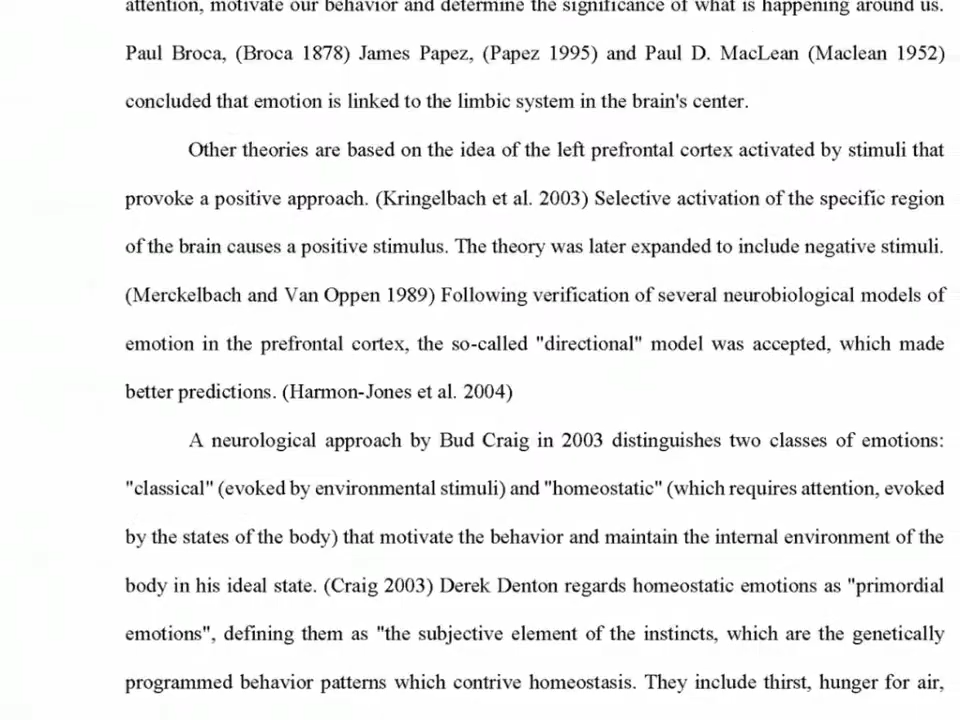 attention, motivate our behavior and determine the significance of what is happening around us.
Paul Broca, (Broca 1878) James Papez, (Papez 1995) and Paul D. MacLean (Maclean 1952)
concluded that emotion is linked to the limbic system in the brain's center.
Other theories are based on the idea of the left prefrontal cortex activated by stimuli that
provoke a positive approach. (Kringelbach et al. 2003) Selective activation of the specific region
of the brain causes a positive stimulus. The theory was later expanded to include negative stimuli.
(Merckelbach and Van Oppen 1989) Following verification of several neurobiological models of
emotion in the prefrontal cortex, the so-called "directional" model was accepted, which made
better predictions. (Harmon-Jones et al. 2004)
A neurological approach by Bud Craig in 2003 distinguishes two classes of emotions:
"classical" (evoked by environmental stimuli) and "homeostatic" (which requires attention, evoked
by the states of the body) that motivate the behavior and maintain the internal environment of the
body in his ideal state. (Craig 2003) Derek Denton regards homeostatic emotions as "primordial
emotions", defining them as "the subjective element of the instincts, which are the genetically
programmed behavior patterns which contrive homeostasis. They include thirst, hunger for air,